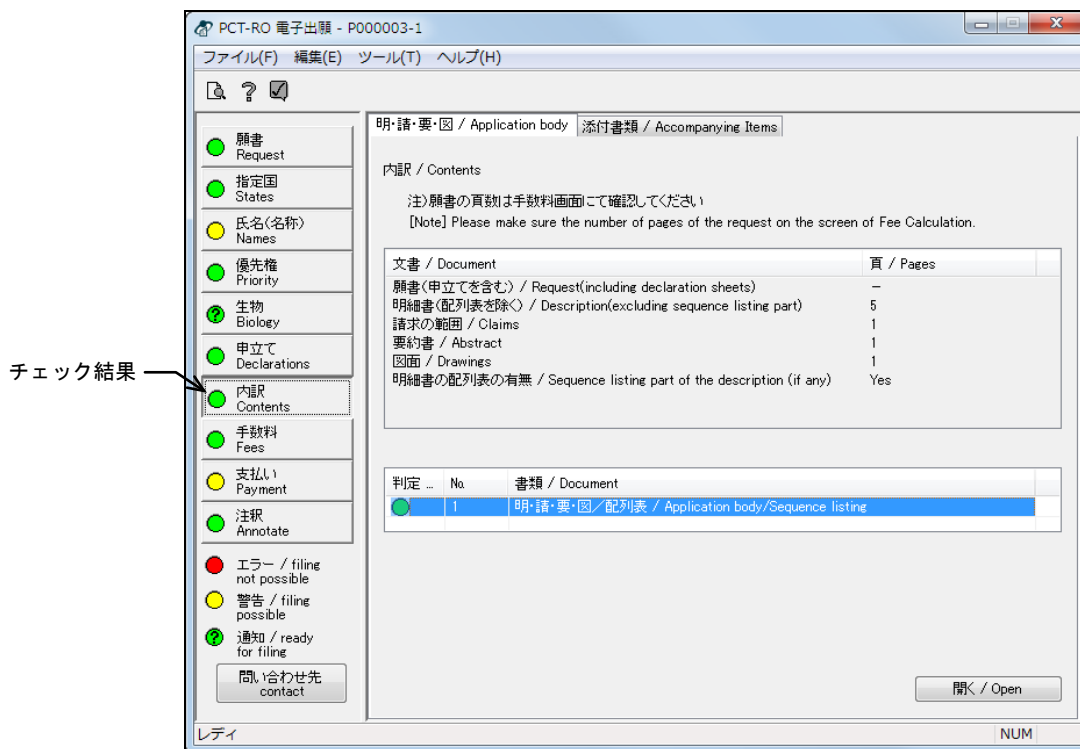 PCT-RO 電子出願 - P000003-1
ファイル(F) 編集(E) ツール(T) ヘルプ(H)
明・請・要・図 / Application body 添付書類 / Accompanying Items
願書
Request
指定国
States
氏名(名称)
Names
優先権
Priority
生物
Biology
申立て
Declarations
チェック結果
内訳
Contents
手数料
Fees
支払い
Payment
注釈
Annotate
エラー / filing
not possible
警告 / filing
possible
通知 / ready
for filing
問い合わせ先
contact
内訳 / Contents
注)願書の頁数は手数料画面にて確認してください
[Note] Please make sure the number of pages of the request on the screen of Fee Calculation.
文書 / Document 頁 / Pages
願書(申立てを含む) / Request(including declaration sheets) −
明細書(配列表を除く) / Description(excluding sequence listing part) 5
請求の範囲 / Claims 1
要約書 / Abstract 1
図面 / Drawings 1
明細書の配列表の有無 / Sequence listing part of the description (if any) Yes
判定 ... No. 書類 / Document
1 明・請・要・図／配列表 / Application body/Sequence listing
開く / Open
レディ NUM